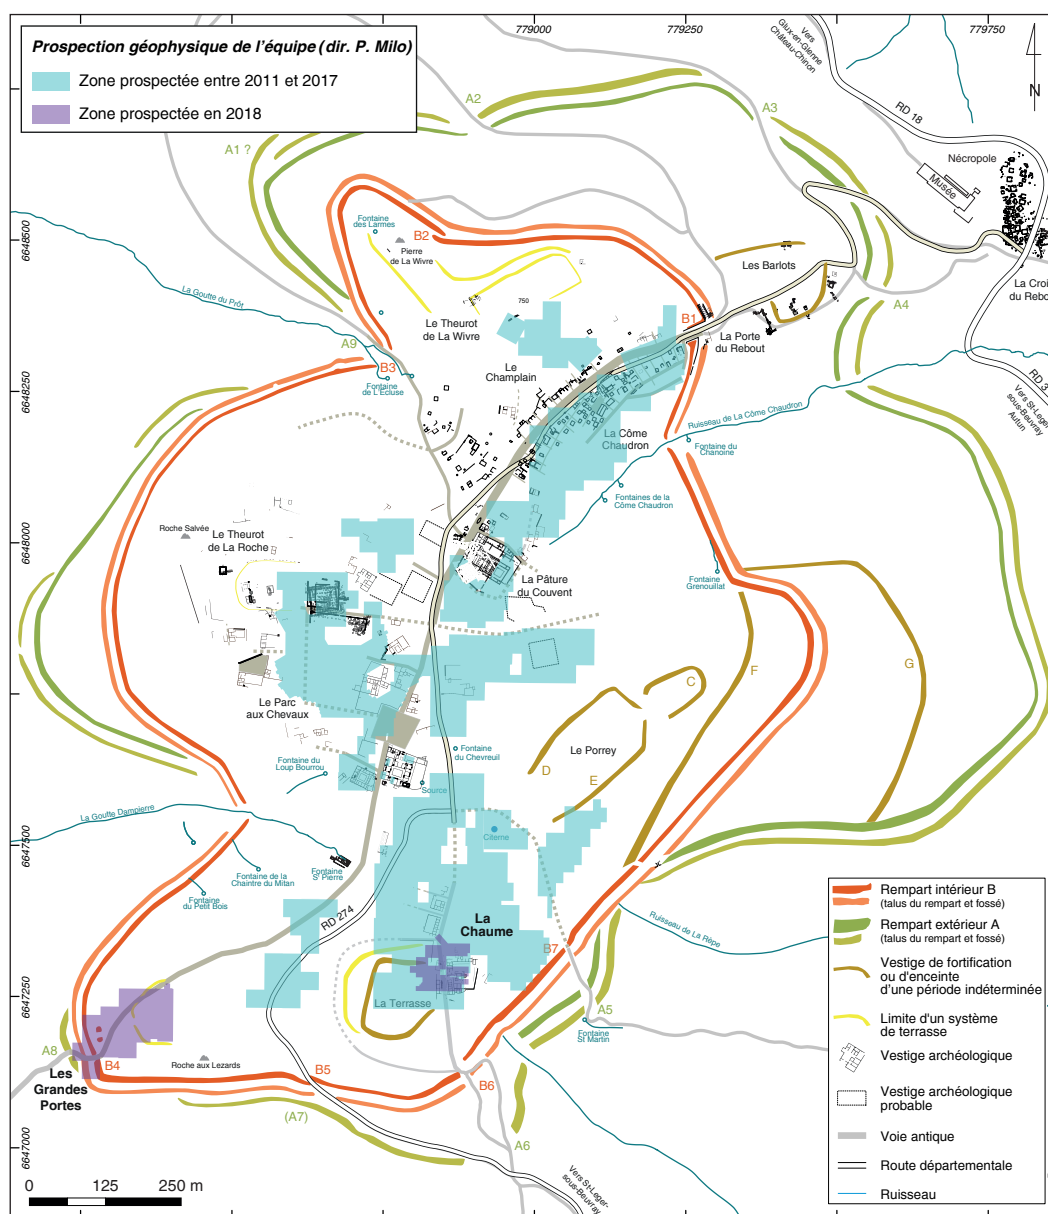 779000
779250
779750
Prospection géophysique de l'équipe (dir. P. Milo)
Zone prospectée entre 2011 et 2017
Zone prospectée en 2018
Vers
Glux-en-Glenne
Château-Chinon
N
A2
A3
A1 ?
RD 18
Nécropole
Musée
Fontaine
des Larmes
B2
Pierre
de La Wivre
6648500
Les Barlots
La Croi
du Rebo
La Goutte du Prôt
750
Le Theurot
de La Wivre
B1
La Porte
du Rebout
A4
A9
B3
Fontaine
de L'Ecluse
Le
Champlain
RD 3
6648250
Vers St-Leger-
sous-Beuvray
Autun
Ruisseau de La Côme Chaudron
La Côme
Chaudron
Fontaine du
Chanoine
Fontaines de la
Côme Chaudron
Roche Salvée
Le Theurot
de La Roche
6648000
La Pâture
du Couvent
Fontaine
Grenouillat
F
G
C
Le Parc
aux Chevaux
Le Porrey
Fontaine
du Chevreuil
Fontaine du
Loup Bourrou
D
E
Source
La Goutte Dampierre
Citerne
6647500
Fontaine
St Pierre
Fontaine de la
Chaintre du Mitan
Fontaine
du Petit Bois
RD 274
La
Chaume
B7
Ruisseau de La Rêpe
La Terrasse
6647250
A5
Fontaine
St Martin
A8
B4
Roche aux Lezards
Les
Grandes
Portes
B5
B6
(A7)
A6
6647000
Vers St-Leger-
sous-Beuvray
0
125
250 m
Rempart intérieur B
(talus du rempart et fossé)
Rempart extérieur A
(talus du rempart et fossé)
Vestige de fortification
ou d'enceinte
d'une période indéterminée
Limite d'un système
de terrasse
Vestige archéologique
Vestige archéologique
probable
Voie antique
Route départementale
Ruisseau